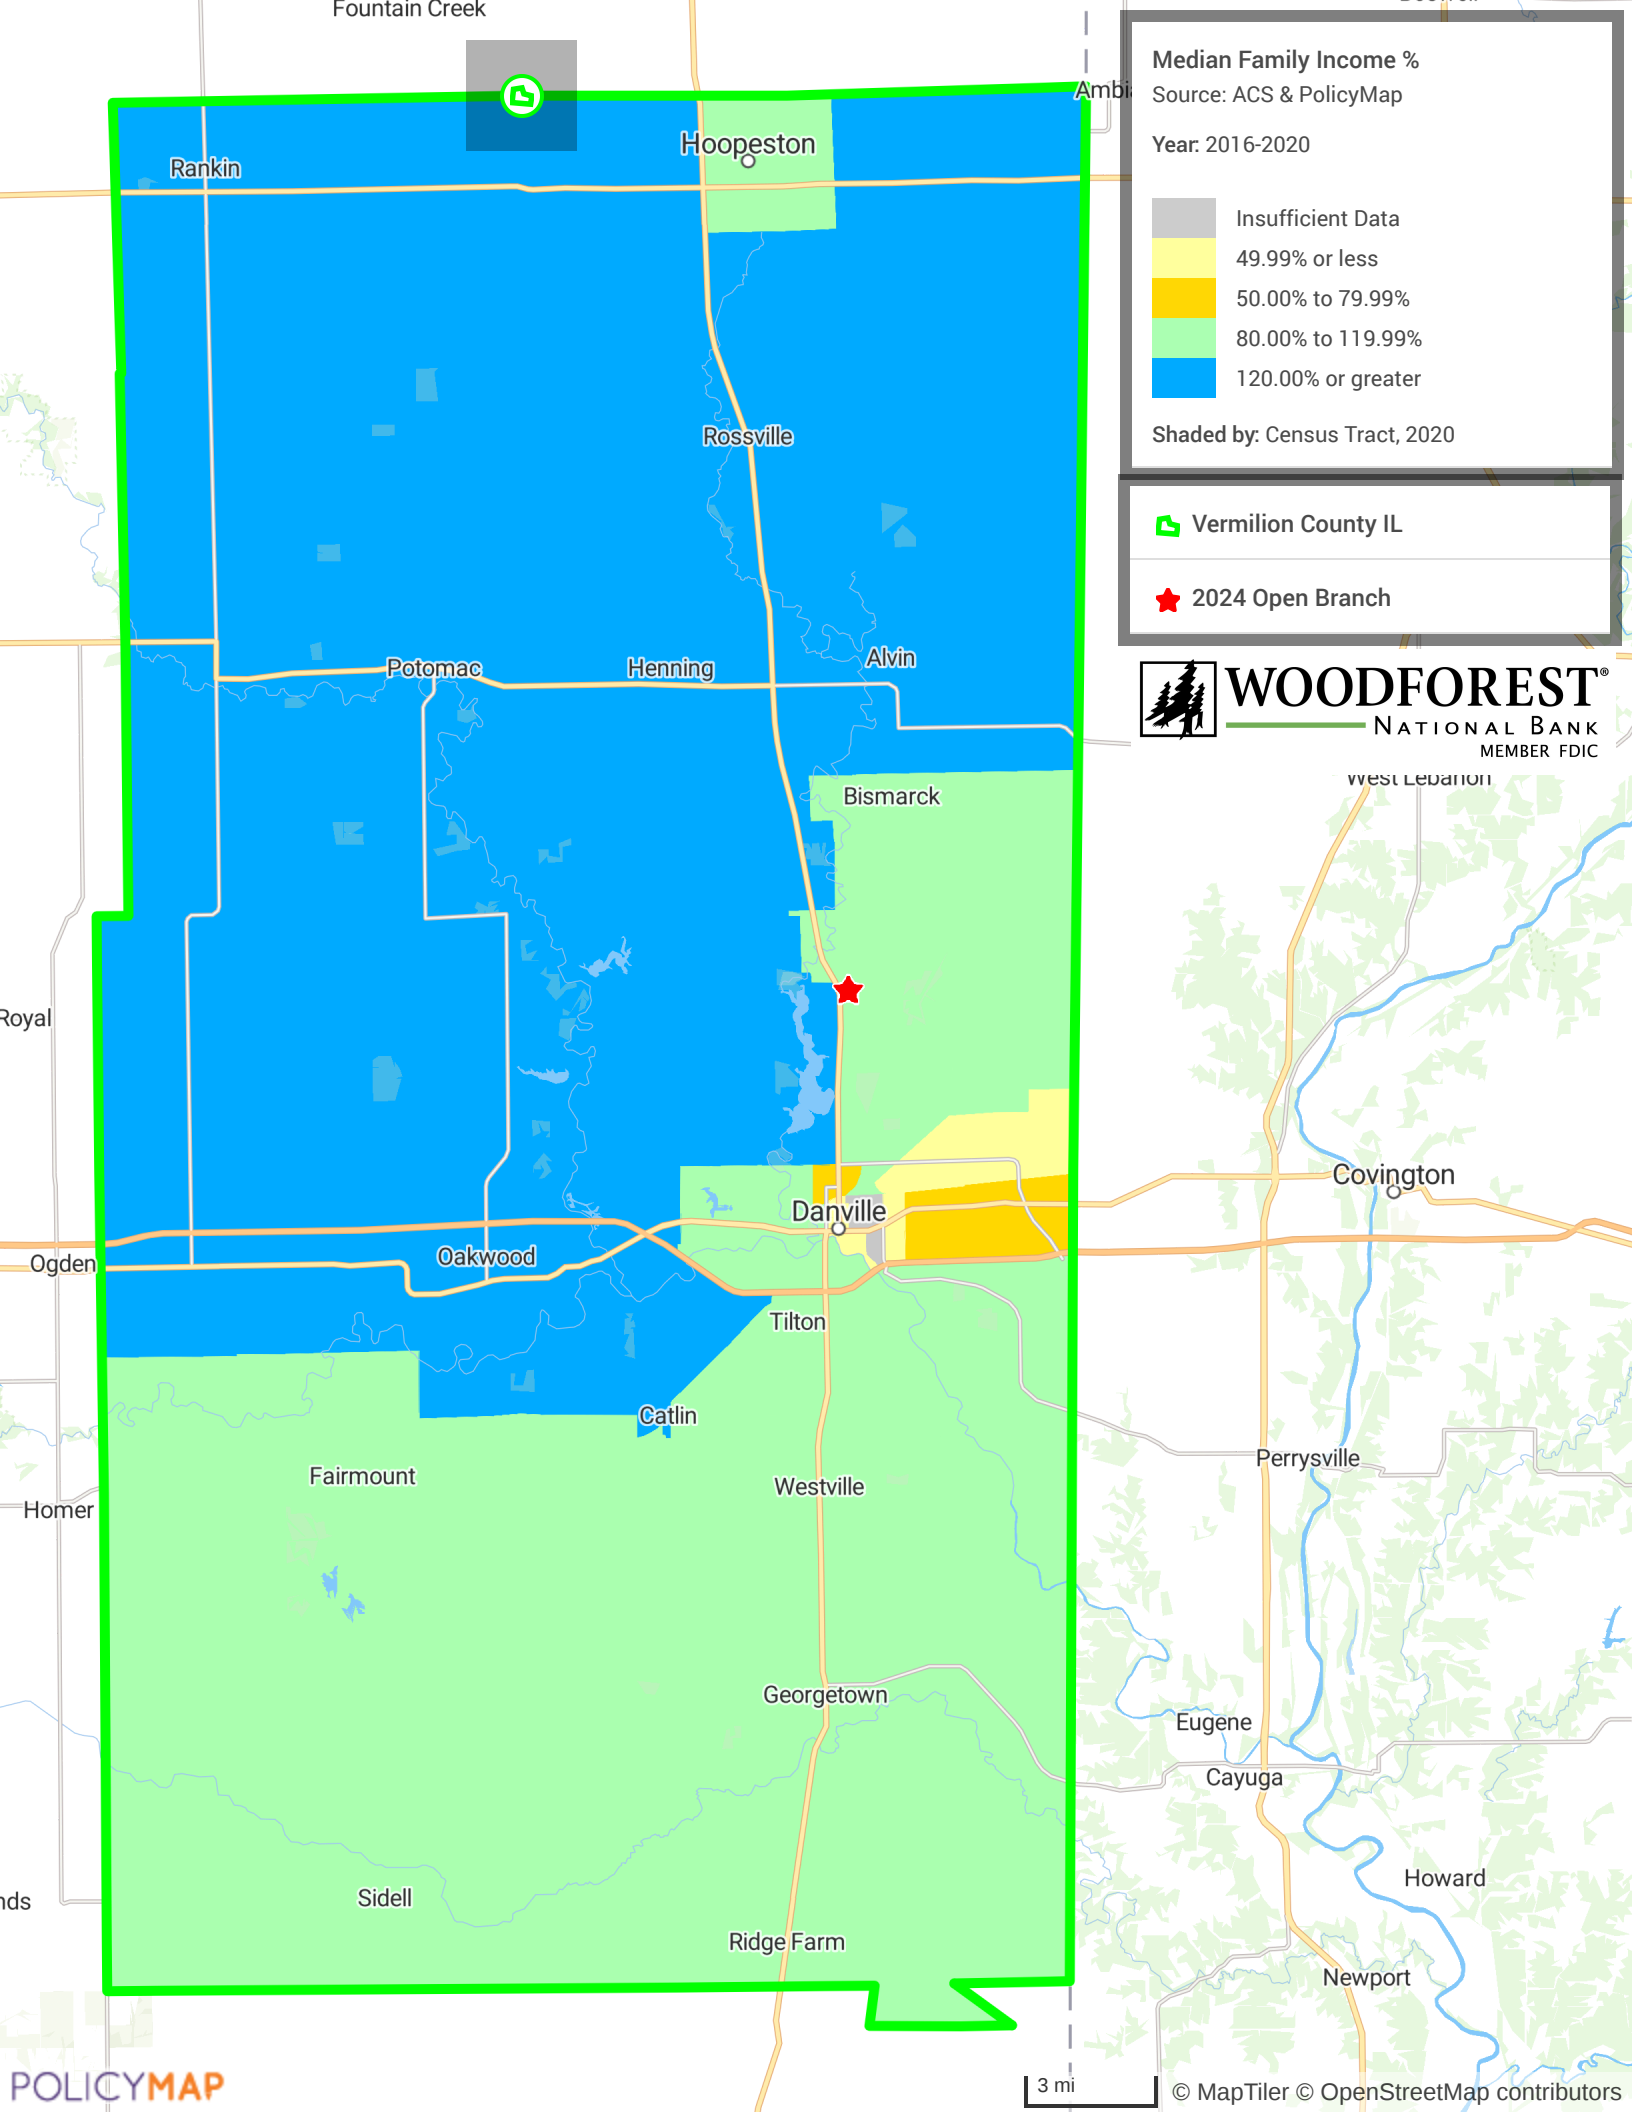 Fountain Creek
Median Family Income %
Source: ACS & PolicyMap
Year: 2016-2020
Insufficient Data
49.99% or less
50.00% to 79.99%
80.00% to 119.99%
120.00% or greater
Shaded by: Census Tract, 2020
Vermilion County IL
2024 Open Branch
WOODFOREST®
NATIONAL BANK
MEMBER FDIC
Hoopeston
Rankin
Rossville
Potomac
Henning
Alvin
West Lebanon
Bismarck
Royal
Covington
Danville
Oakwood
Ogden
Tilton
Catlin
Perrysville
Fairmount
Westville
Homer
Georgetown
Eugene
Cayuga
Howard
Sidell
Ridge Farm
Newport
POLICYMAP
3 mi
© MapTiler © OpenStreetMap contributors